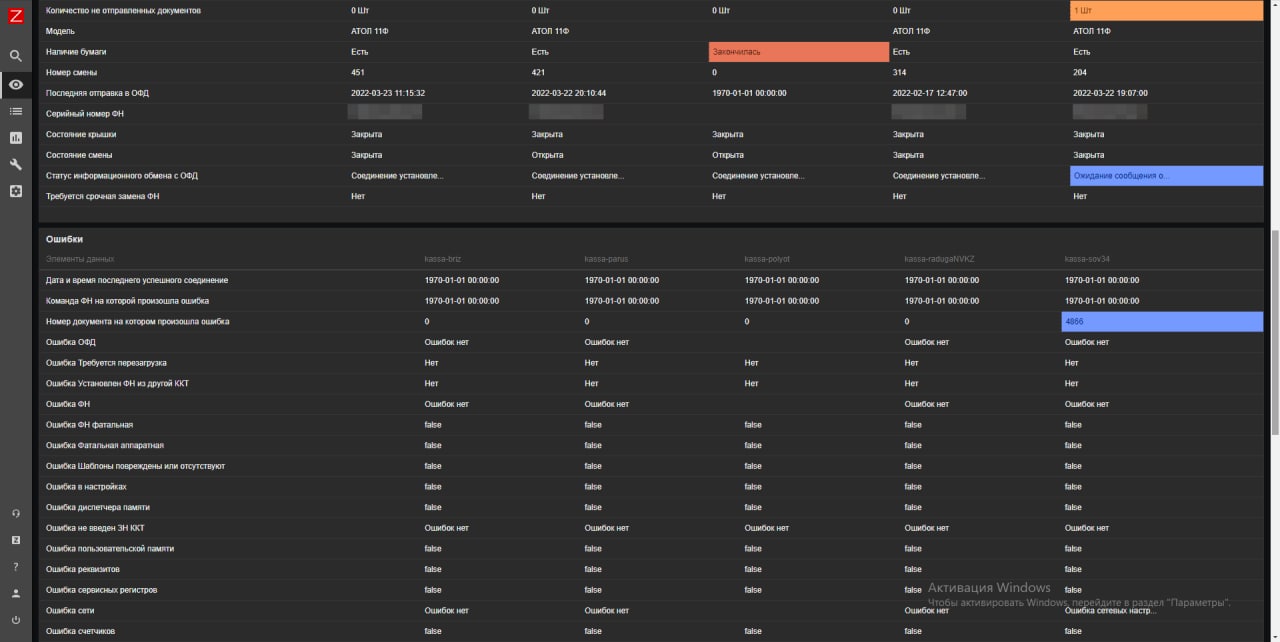 Z
Количество не отправленных документов 0 Шт 0 Шт 0 Шт 0 Шт 1 Шт
Модель АТОЛ 11Ф АТОЛ 11Ф АТОЛ 11Ф АТОЛ 11Ф
Наличие бумаги Есть Есть Закончилась Есть Есть
Номер смены 451 421 0 314 204
Последняя отправка в ОФД 2022-03-23 11:15:32 2022-03-22 20:10:44 1970-01-01 00:00:00 2022-02-17 12:47:00 2022-03-22 19:07:00
Серийный номер ФН
Состояние крышки Закрыта Закрыта Закрыта Закрыта Закрыта
Состояние смены Закрыта Открыта Открыта Закрыта Закрыта
Статус информационного обмена с ОФД Соединение установле... Соединение установле... Соединение установле... Соединение установле... Ожидание сообщения о...
Требуется срочная замена ФН Нет Нет Нет Нет Нет
Ошибки
Элементы данных kassa-briz kassa-parus kassa-polyot kassa-radugaNVKZ kassa-sov34
Дата и время последнего успешного соединение 1970-01-01 00:00:00 1970-01-01 00:00:00 1970-01-01 00:00:00 1970-01-01 00:00:00 1970-01-01 00:00:00
Команда ФН на которой произошла ошибка 1970-01-01 00:00:00 1970-01-01 00:00:00 1970-01-01 00:00:00 1970-01-01 00:00:00 1970-01-01 00:00:00
Номер документа на котором произошла ошибка 0 0 0 0 4866
Ошибка ОФД Ошибок нет Ошибок нет Ошибок нет Ошибок нет
Ошибка Требуется перезагрузка Нет Нет Нет Нет Нет
Ошибка Установлен ФН из другой ККТ Нет Нет Нет Нет Нет
Ошибка ФН Ошибок нет Ошибок нет Ошибок нет Ошибок нет
Ошибка ФН фатальная false false false false false
Ошибка Фатальная аппаратная false false false false false
Ошибка Шаблоны повреждены или отсутствуют false false false false false
Ошибка в настройках false false false false false
Ошибка диспетчера памяти false false false false false
Ошибка не введен ЗН ККТ Ошибок нет Ошибок нет Ошибок нет Ошибок нет Ошибок нет
Ошибка пользовательской памяти false false false false false
Ошибка реквизитов false false false false false
Ошибка сервисных регистров false false false false false
Активация Windows
Чтобы активировать Windows, перейдите в раздел "Параметры".
Ошибка сети Ошибок нет Ошибок нет Ошибок нет Ошибка сетевых настр...
Ошибка счетчиков false false false false false